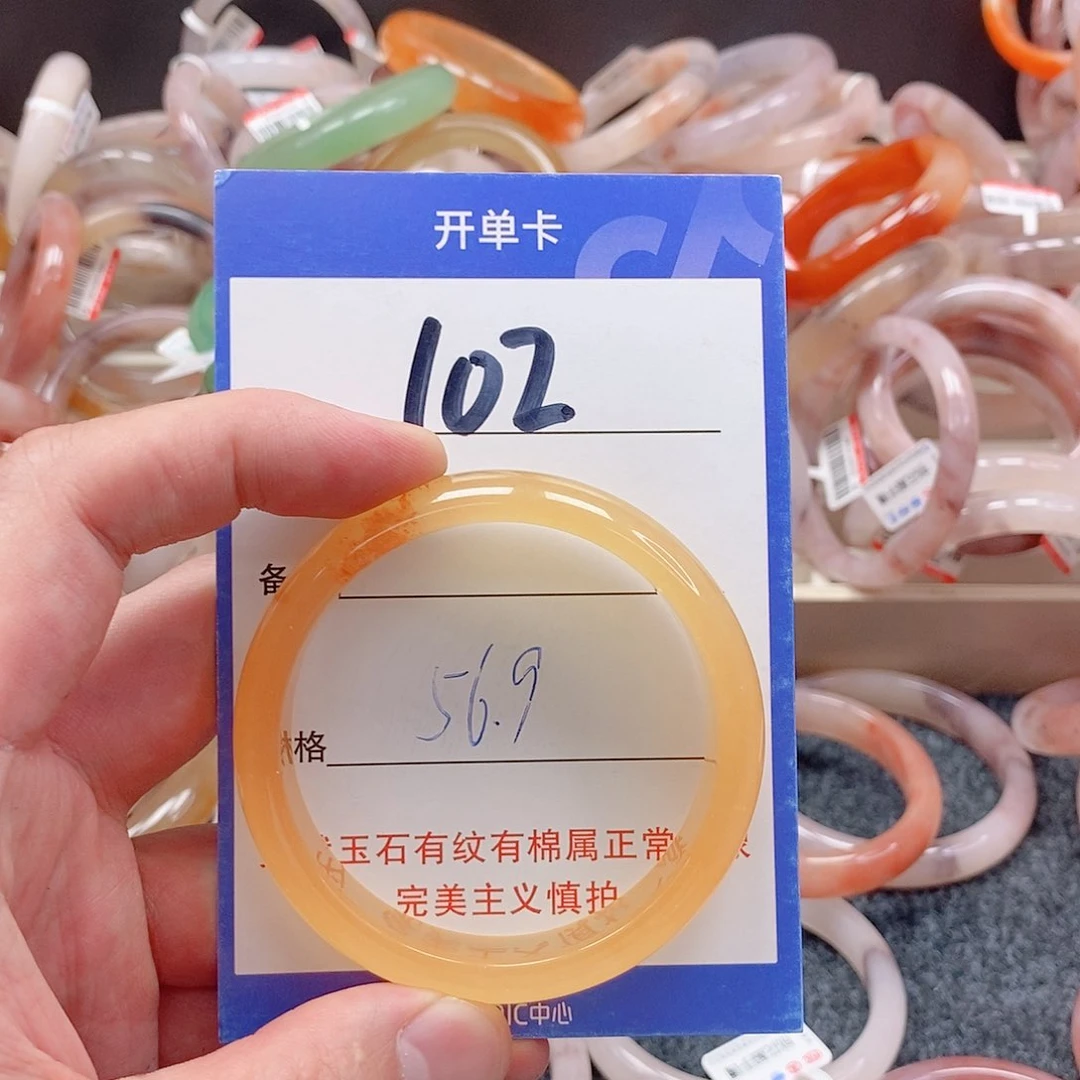 开单卡
102
备
56.9
格
玉石有纹有棉属正常
完美主义慎拍
IC中心